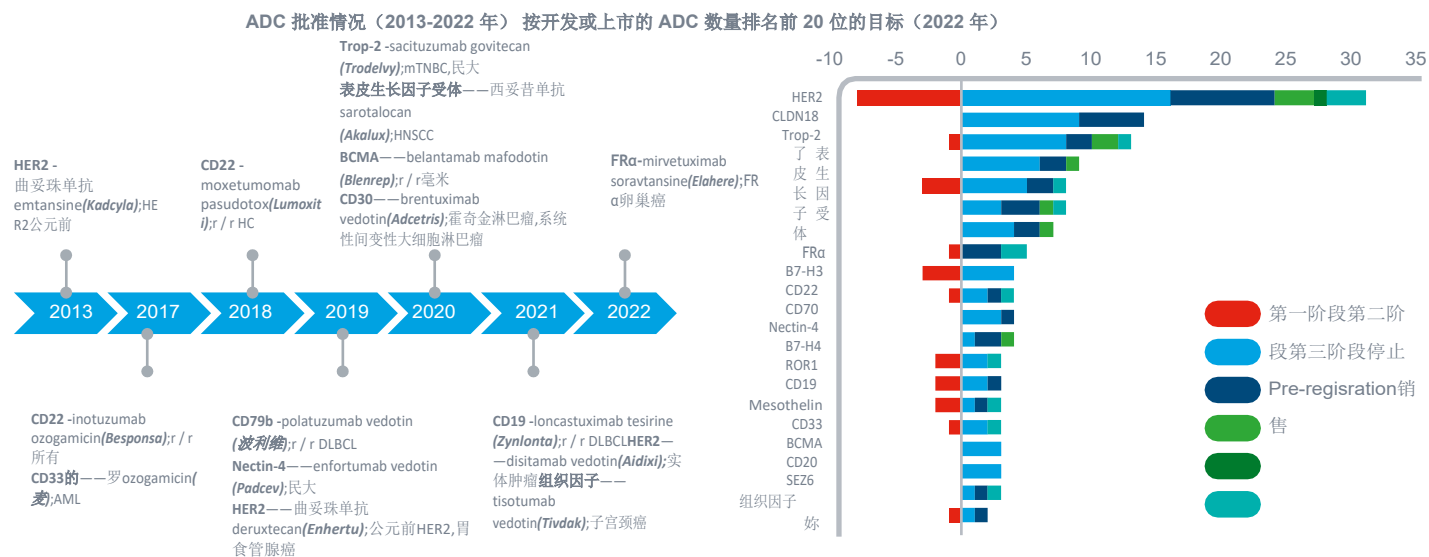 ADC 批准情况（2013-2022 年） 按开发或上市的 ADC 数量排名前 20 位的目标（2022 年）
HER2 -
曲妥珠单抗
emtansine(Kadcyla);HE
R2公元前
CD22 -
moxetumomab
pasudotox(Lumoxit
i);r / r HC
Trop-2 -sacituzumab govitecan
(Trodelvy);mTNBC,民大
表皮生长因子受体——西妥昔单抗
sarotalocan
(Akalux);HNSCC
BCMA——belantamab mafodotin
(Blenrep);r / r毫米
CD30——brentuximab
vedotin(Adcetris);霍奇金淋巴瘤,系统
性间变性大细胞淋巴瘤
FRα-mirvetuximab
soravtansine(Elahere);FR
α卵巢癌
2013
2017
2018
2019
2020
2021
2022
CD22 -inotuzumab
ozogamicin(Besponsa);r / r
所有
CD33的——罗ozogamicin(
麦);AML
CD79b -polatuzumab vedotin
(波利维);r / r DLBCL
Nectin-4——enfortumab vedotin
(Padcev);民大
HER2——曲妥珠单抗
deruxtecan(Enhertu);公元前HER2,胃
食管腺癌
CD19 -loncastuximab tesirine
(Zynlonta);r / r DLBCLHER2—
—disitamab vedotin(Aidixi);实
体肿瘤组织因子——
tisotumab
vedotin(Tivdak);子宫颈癌
-10 -5 0 5 10 15 20 25 30 35
HER2
CLDN18
Trop-2
了 表
皮 生
长 因
子 受
体
FRα
B7-H3
CD22
CD70
Nectin-4
B7-H4
ROR1
CD19
Mesothelin
CD33
BCMA
CD20
SEZ6
组织因子
妳
第一阶段第二阶
段第三阶段停止
Pre-regisration销
售